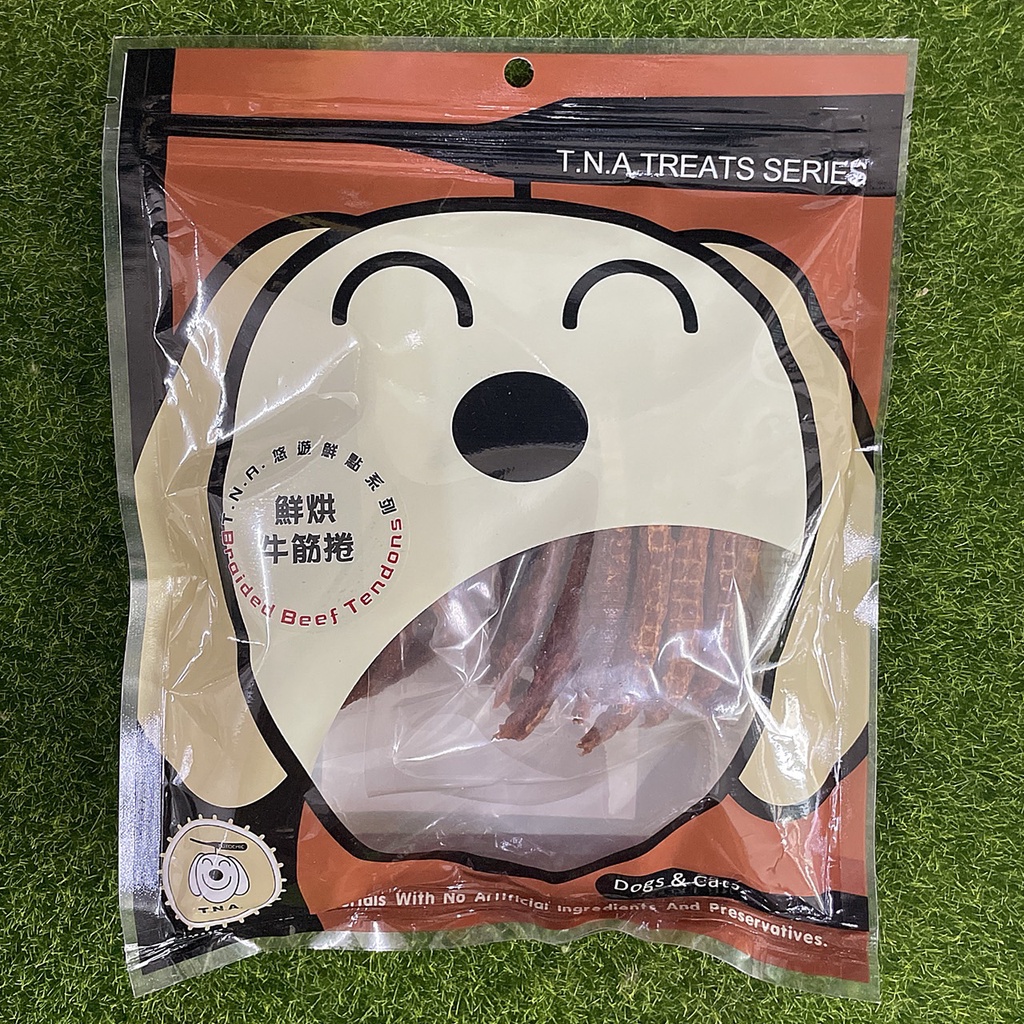 T.N.A.TREATS SERIES
T.N.A.悠遊鮮點系列
鮮烘
牛筋捲
Braided Beef Tendons
T.N.A
Dogs & Cats
With No Artificial Ingredients And Preservatives.